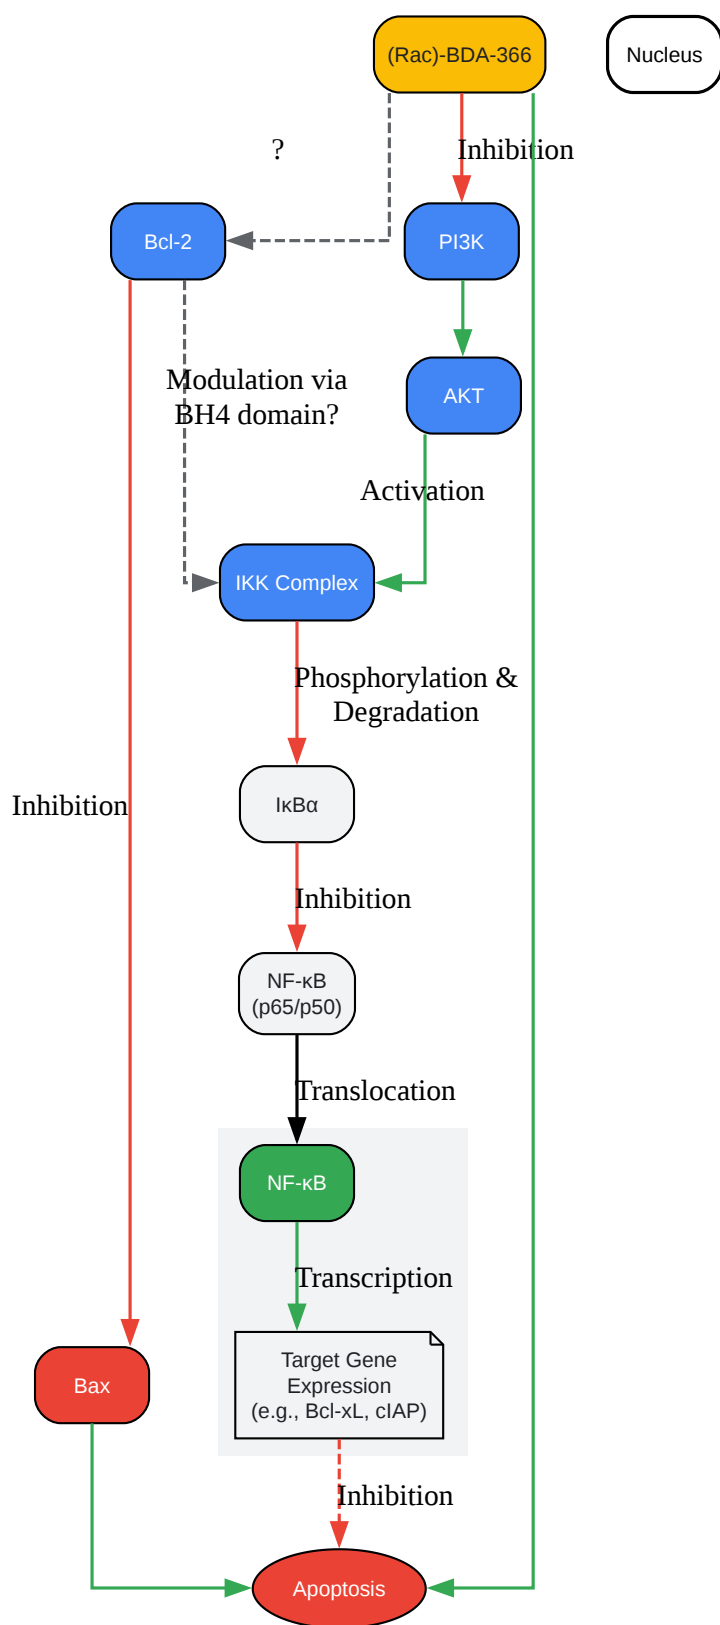 (Rac)-BDA-366
Nucleus
?
Inhibition
Bcl-2
PI3K
Modulation via
BH4 domain?
AKT
Activation
IKK Complex
Phosphorylation &
Degradation
Inhibition
IκBα
Inhibition
NF-κB
(p65/p50)
Translocation
NF-κB
Transcription
Bax
Target Gene
Expression
(e.g., Bcl-xL, cIAP)
Inhibition
Apoptosis